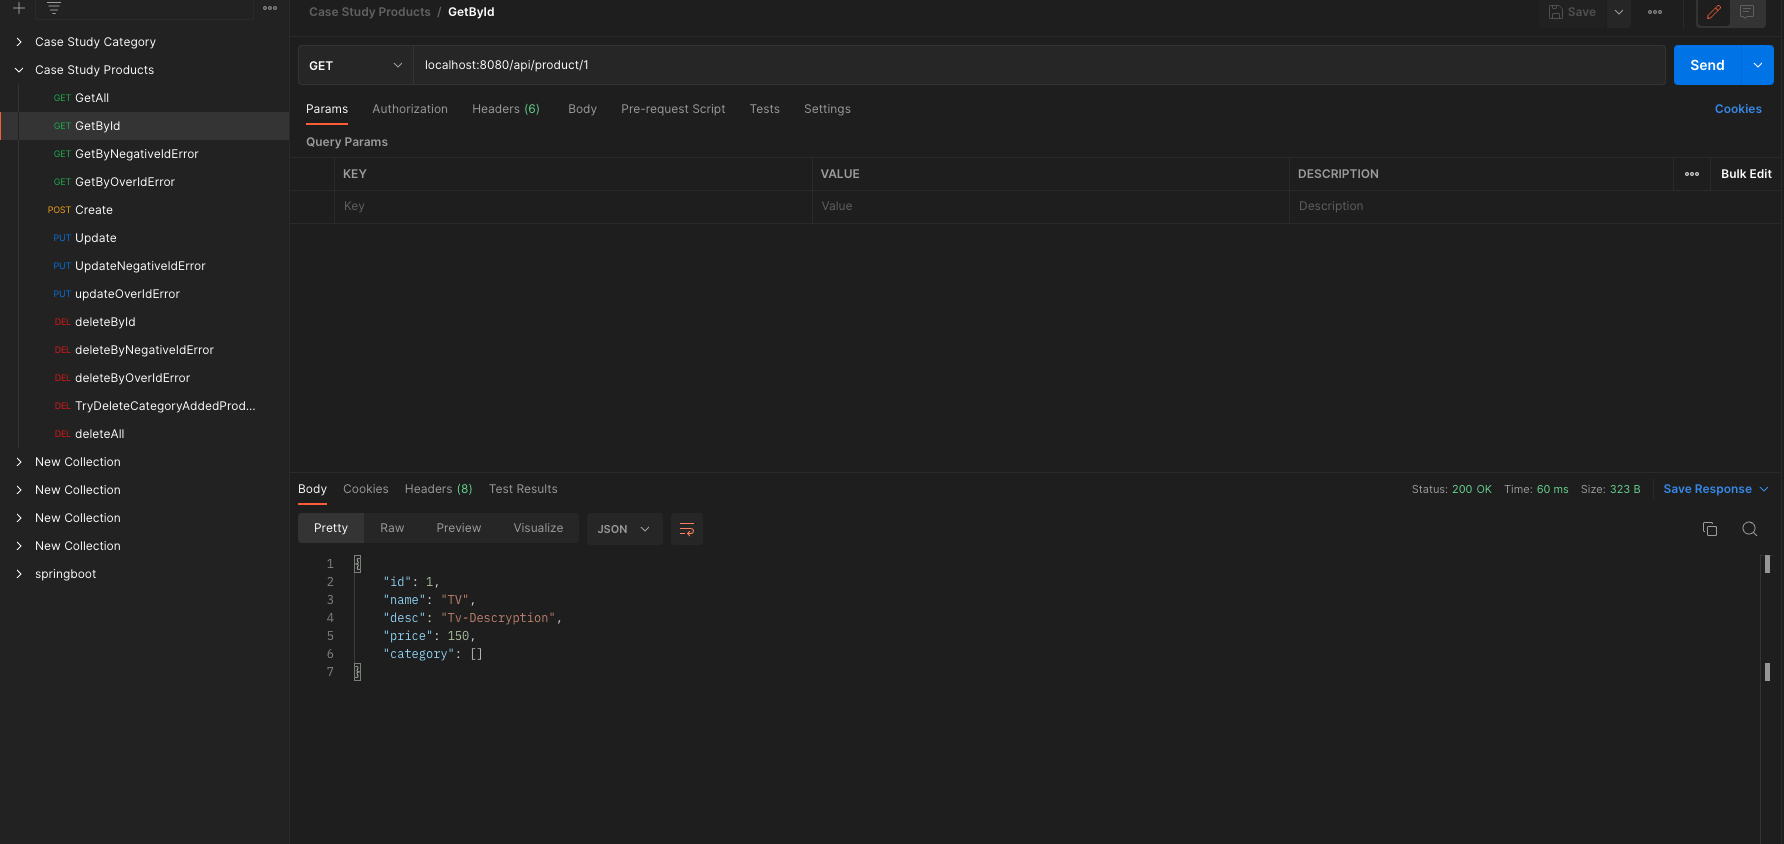 Case Study Products / GetById
Save
Case Study Category
Case Study Products
GET GetAll
GET GetById
GET GetByNegativeIdError
GET GetByOverIdError
POST Create
PUT Update
PUT UpdateNegativeIdError
PUT updateOverIdError
DEL deleteById
DEL deleteByNegativeIdError
DEL deleteByOverIdError
DEL TryDeleteCategoryAddedProd...
DEL deleteAll
New Collection
New Collection
New Collection
New Collection
springboot
GET localhost:8080/api/product/1 Send
Params Authorization Headers (6) Body Pre-request Script Tests Settings Cookies
Query Params
KEY VALUE DESCRIPTION Bulk Edit
Key Value Description
Body Cookies Headers (8) Test Results Status: 200 OK Time: 60 ms Size: 323 B Save Response
Pretty Raw Preview Visualize JSON
1 {
2 "id": 1,
3 "name": "TV",
4 "desc": "Tv-Descryption",
5 "price": 150,
6 "category": []
7 }